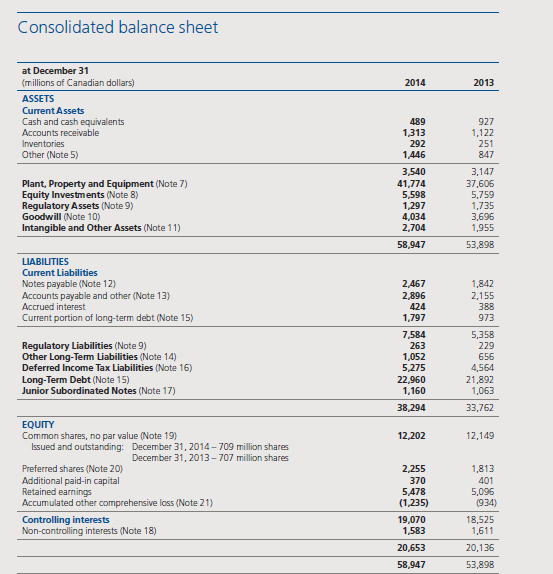 Consolidated balance sheet
at December 31
(millions of Canadian dollars) 2014 2013
ASSETS
Current Assets
Cash and cash equivalents 489 927
Accounts receivable 1,313 1,122
Inventories 292 251
Other (Note 5) 1,446 847
3,540 3,147
Plant, Property and Equipment (Note 7) 41,774 37,606
Equity Investments (Note 8) 5,598 5,759
Regulatory Assets (Note 9) 1,297 1,735
Goodwill (Note 10) 4,034 3,696
Intangible and Other Assets (Note 11) 2,704 1,955
58,947 53,898
LIABILITIES
Current Liabilities
Notes payable (Note 12) 2,467 1,842
Accounts payable and other (Note 13) 2,896 2,155
Accrued interest 424 388
Current portion of long-term debt (Note 15) 1,797 973
7,584 5,358
Regulatory Liabilities (Note 9) 263 229
Other Long-Term Liabilities (Note 14) 1,052 656
Deferred Income Tax Liabilities (Note 16) 5,275 4,564
Long-Term Debt (Note 15) 22,960 21,892
Junior Subordinated Notes (Note 17) 1,160 1,063
38,294 33,762
EQUITY
Common shares, no par value (Note 19) 12,202 12,149
Issued and outstanding: December 31, 2014 – 709 million shares
December 31, 2013 – 707 million shares
Preferred shares (Note 20) 2,255 1,813
Additional paid-in capital 370 401
Retained earnings 5,478 5,096
Accumulated other comprehensive loss (Note 21) (1,235) (934)
Controlling interests 19,070 18,525
Non-controlling interests (Note 18) 1,583 1,611
20,653 20,136
58,947 53,898